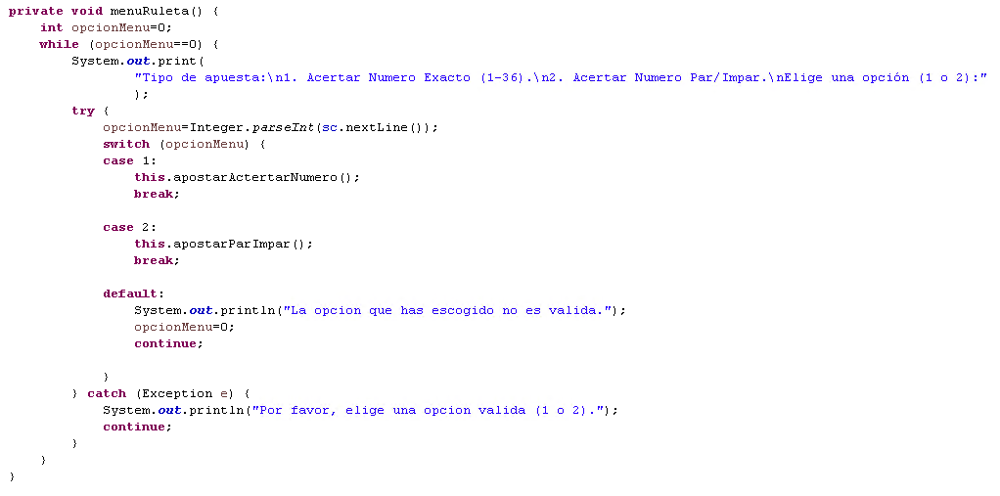 private void menuRuleta() {
    int opcionMenu=0;
    while (opcionMenu==0) {
        System.out.print(
                "Tipo de apuesta:\n1. Acertar Numero Exacto (1-36).\n2. Acertar Numero Par/Impar.\nElige una opción (1 o 2):"
                );
        try {
            opcionMenu=Integer.parseInt(sc.nextLine());
            switch (opcionMenu) {
            case 1:
                this.apostarActertarNumero();
                break;

            case 2:
                this.apostarParImpar();
                break;

            default:
                System.out.println("La opcion que has escogido no es valida.");
                opcionMenu=0;
                continue;

            }
        } catch (Exception e) {
            System.out.println("Por favor, elige una opcion valida (1 o 2).");
            continue;
        }
    }
}